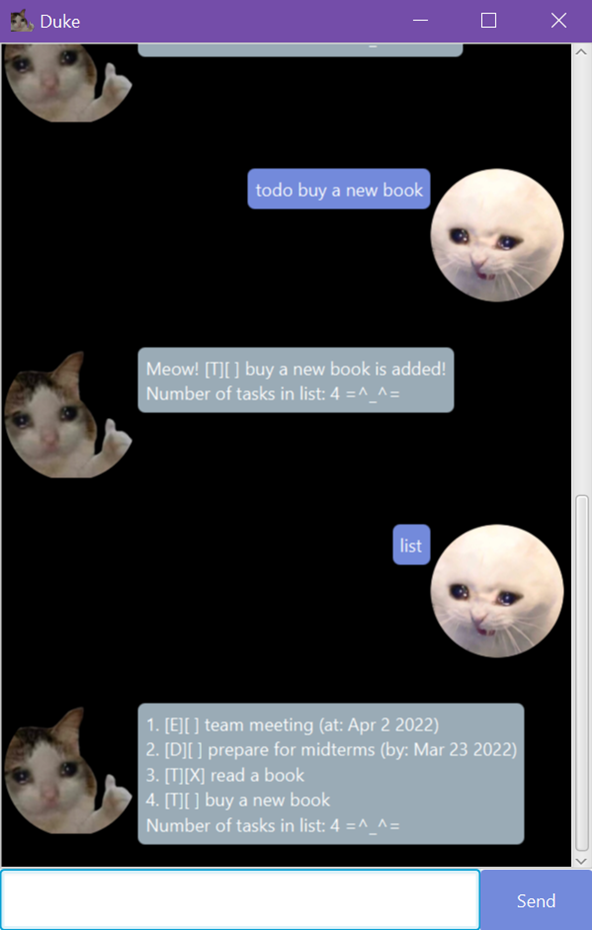 Duke
todo buy a new book
Meow! [T][ ] buy a new book is added!
Number of tasks in list: 4 =^_^=
list
1. [E][ ] team meeting (at: Apr 2 2022)
2. [D][ ] prepare for midterms (by: Mar 23 2022)
3. [T][X] read a book
4. [T][ ] buy a new book
Number of tasks in list: 4 =^_^=
Send